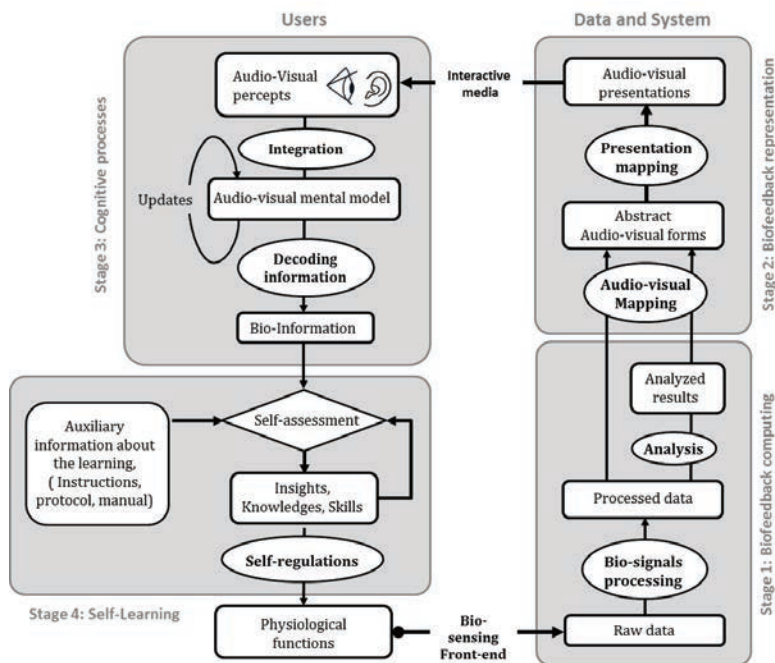 Users
Data and System
Stage 3: Cognitive processes
Audio-Visual
percepts
Integration
Updates
Audio-visual mental model
Decoding
information
Bio-Information
Interactive
media
Audio-visual
presentations
Presentation
mapping
Abstract
Audio-visual forms
Audio-visual
Mapping
Stage 2: Biofeedback representation
Auxiliary
information about
the learning,
( Instructions,
protocol, manual)
Self-assessment
Insights,
Knowledges, Skills
Self-regulations
Stage 4: Self-Learning
Physiological
functions
Bio-
sensing
Front-end
Analyzed
results
Analysis
Processed data
Bio-signals
processing
Raw data
Stage 1: Biofeedback computing